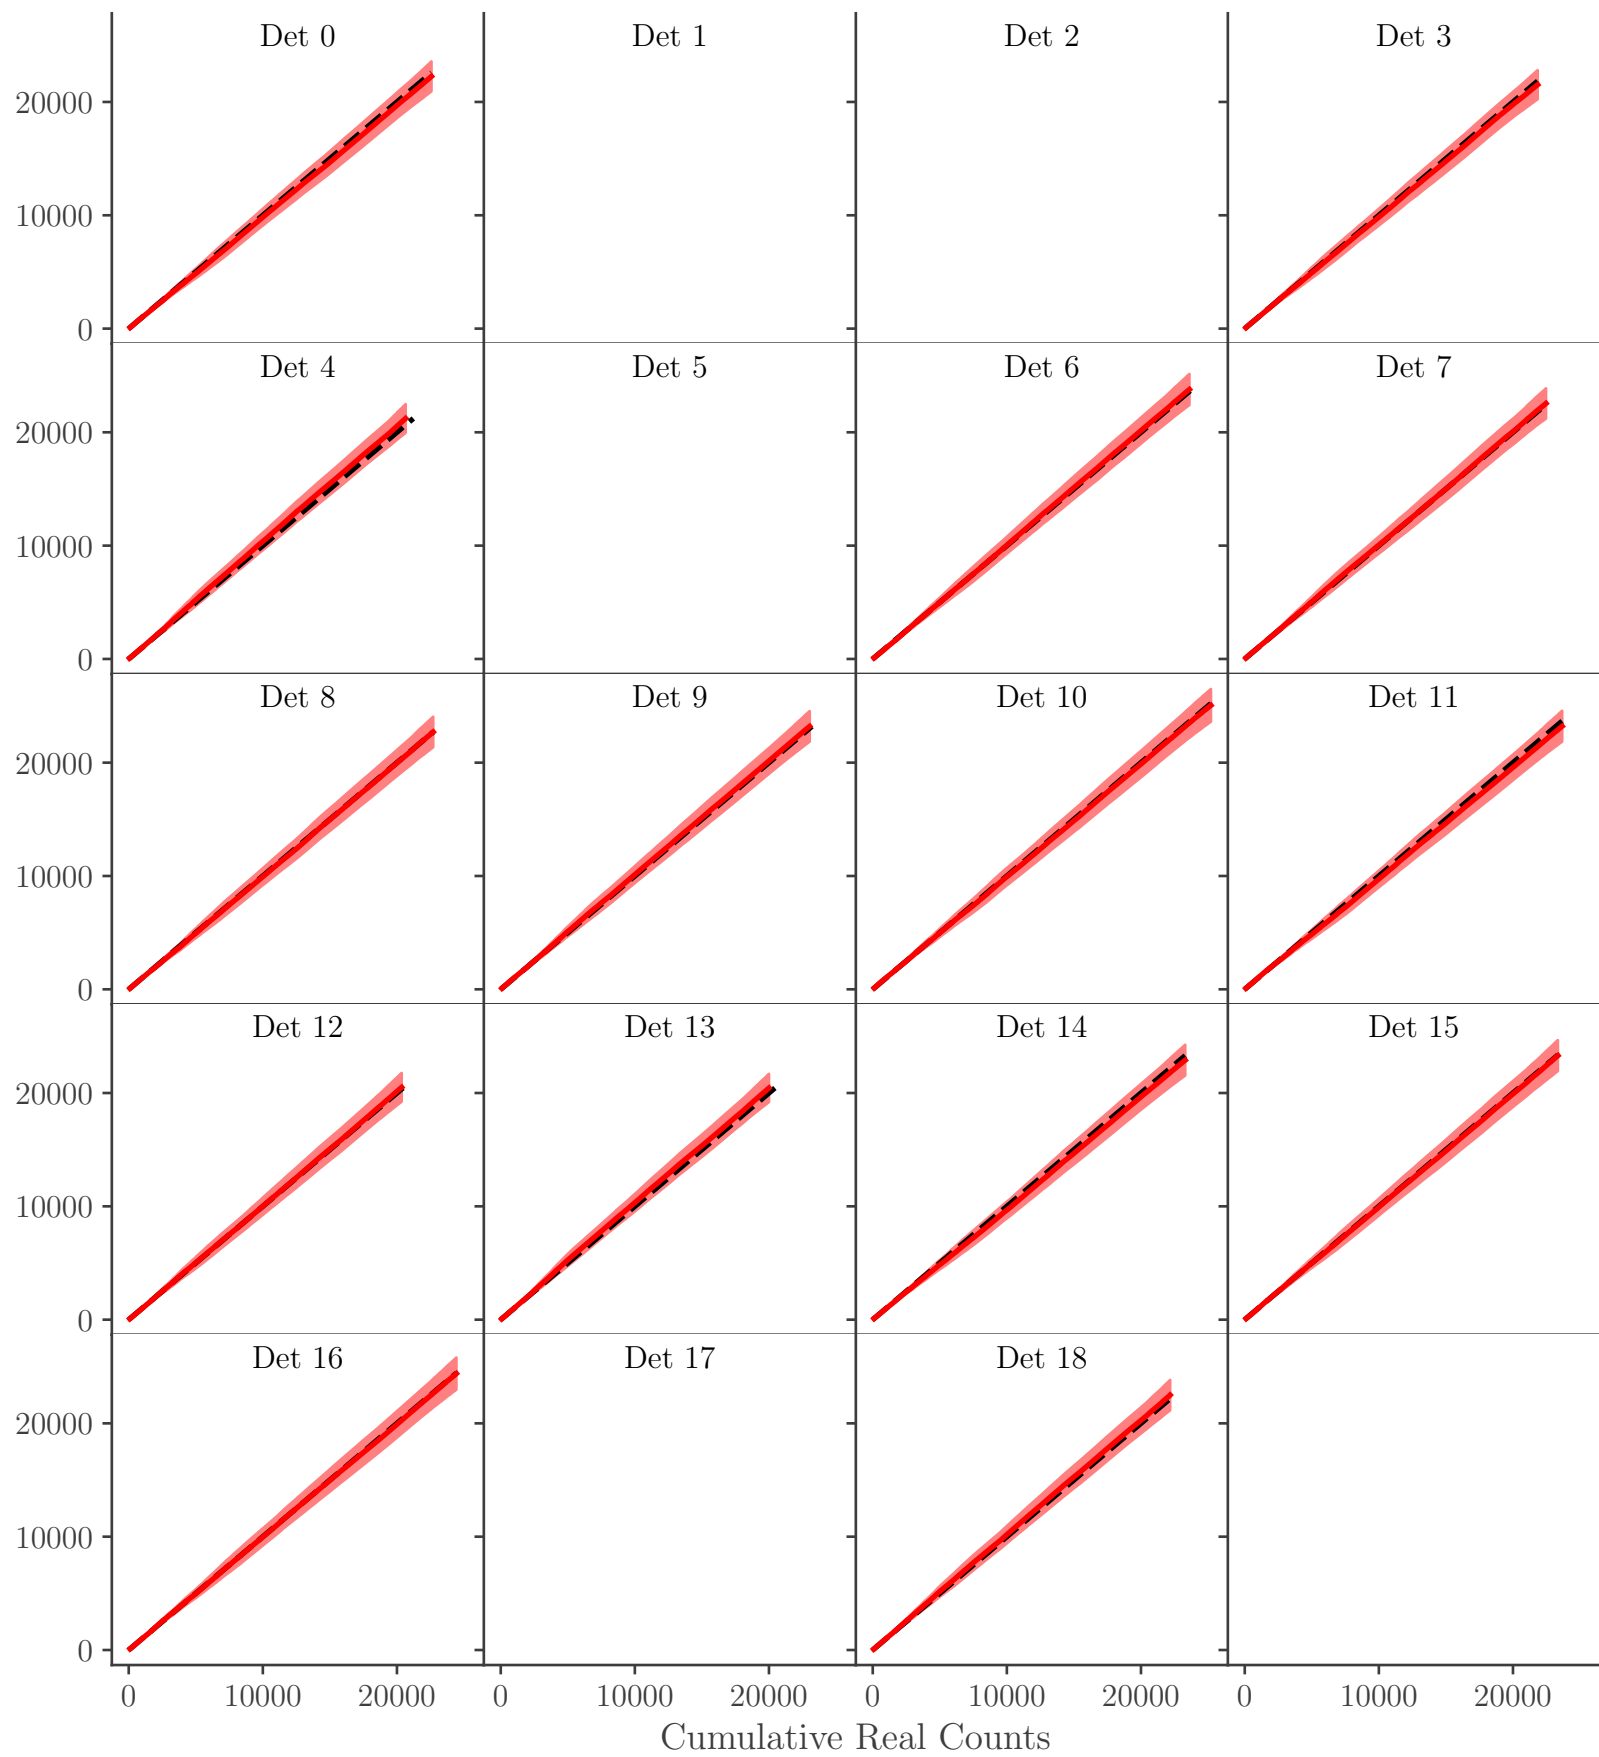 Det 0 Det 1 Det 2 Det 3
20000
10000
0
Det 4 Det 5 Det 6 Det 7
20000
10000
0
Det 8 Det 9 Det 10 Det 11
20000
10000
0
Det 12 Det 13 Det 14 Det 15
20000
10000
0
Det 16 Det 17 Det 18
20000
10000
0
0 10000 20000 0 10000 20000 0 10000 20000 0 10000 20000
Cumulative Real Counts